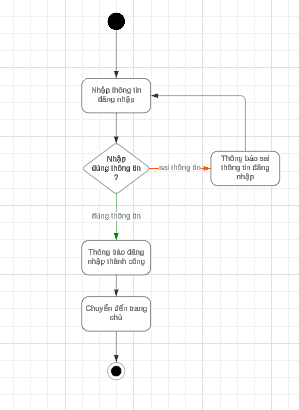 Nhập thông tin
đăng nhập
Nhập
đúng thông tin
?
sai thông tin
Thông báo sai
thông tin đăng
nhập
đúng thông tin
Thông báo đăng
nhập thành công
Chuyển đến trang
chủ